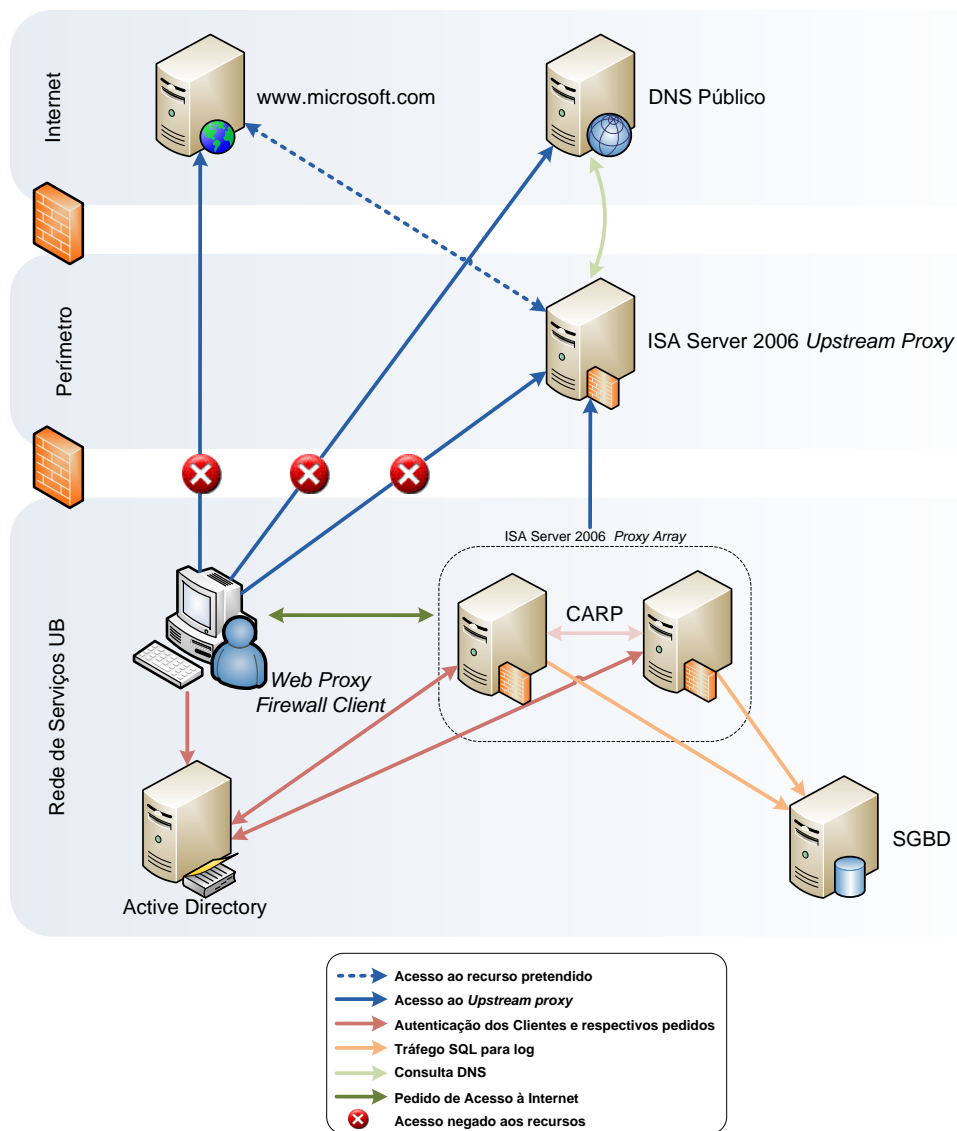 Internet
www.microsoft.com
DNS Público
Perímetro
ISA Server 2006 Upstream Proxy
Rede de Serviços UB
ISA Server 2006 Proxy Array
CARP
Web Proxy
Firewall Client
Active Directory
SGBD
Acesso ao recurso pretendido
Acesso ao Upstream proxy
Autenticação dos Clientes e respectivos pedidos
Tráfego SQL para log
Consulta DNS
Pedido de Acesso à Internet
Acesso negado aos recursos